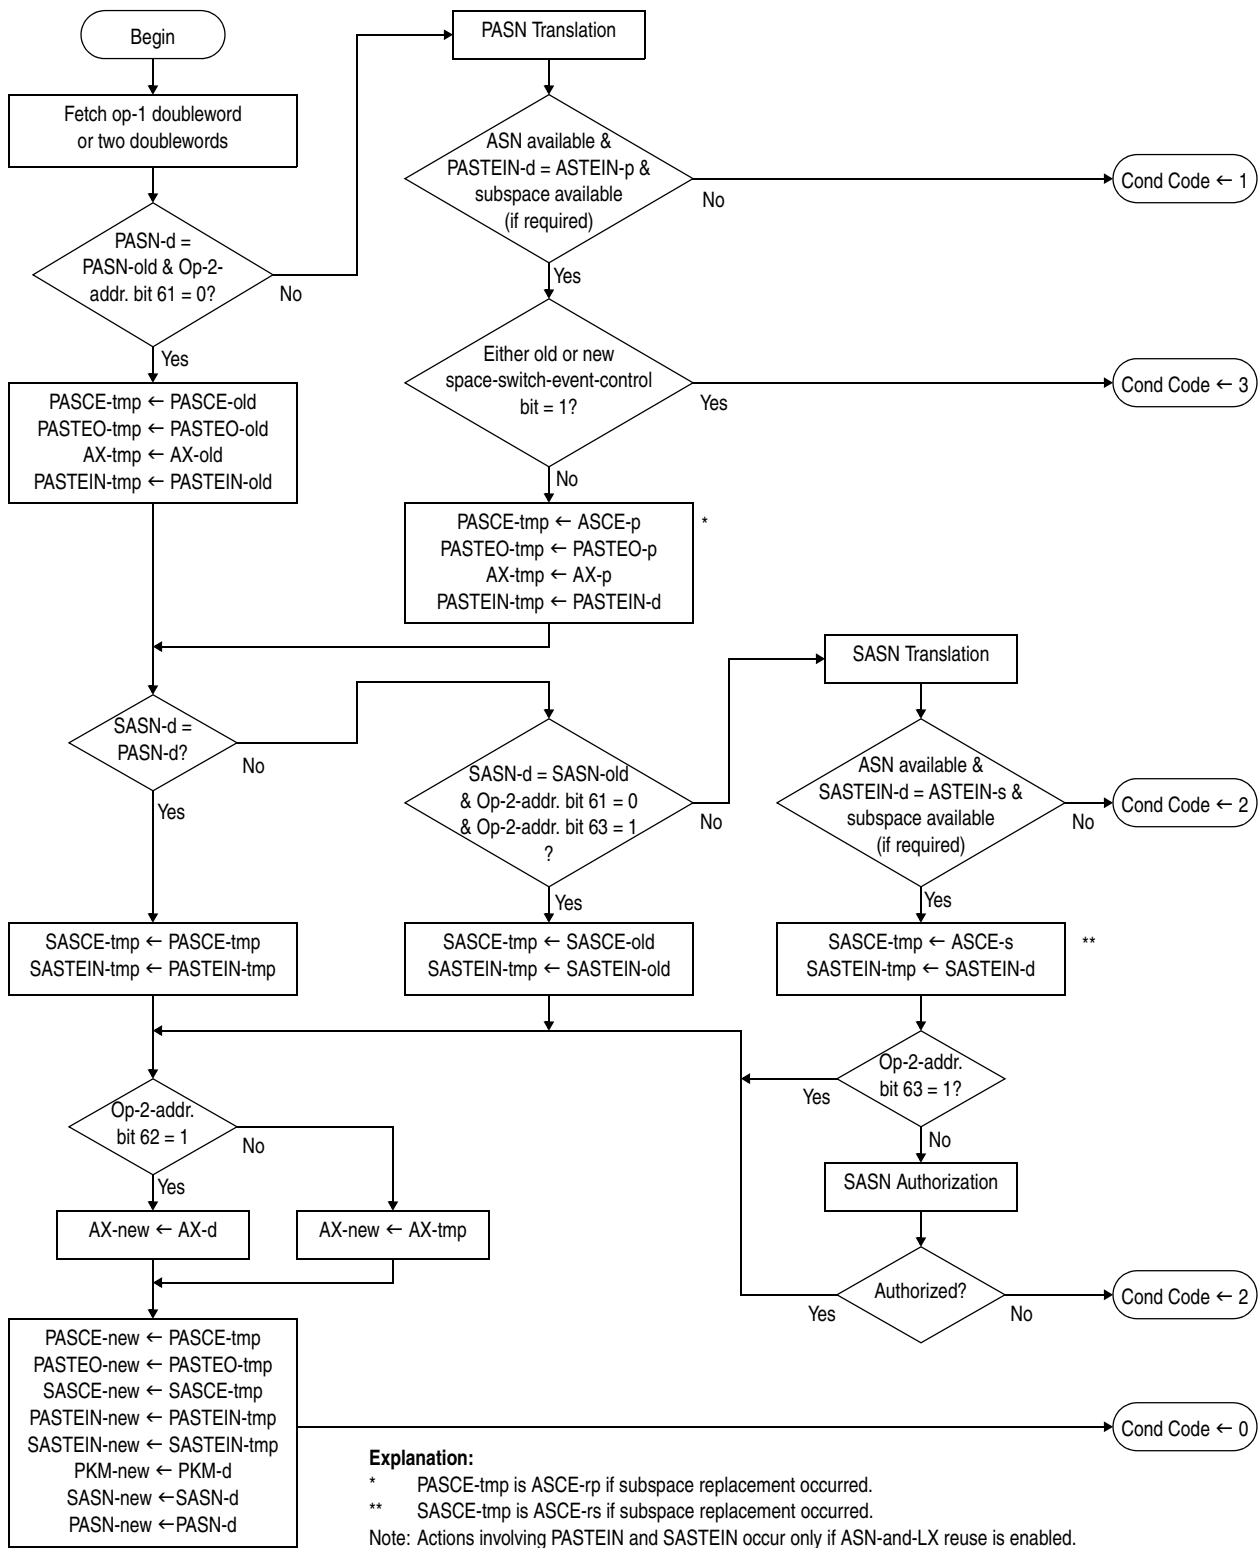 Begin
Fetch op-1 doubleword
or two doublewords
PASN-d =
PASN-old & Op-2-
addr. bit 61 = 0?
No
Yes
PASCE-tmp ← PASCE-old
PASTEO-tmp ← PASTEO-old
AX-tmp ← AX-old
PASTEIN-tmp ← PASTEIN-old
PASN Translation
ASN available &
PASTEIN-d = ASTEIN-p &
subspace available
(if required)
No
Cond Code ← 1
Yes
Either old or new
space-switch-event-control
bit = 1?
Yes
Cond Code ← 3
No
PASCE-tmp ← ASCE-p
PASTEO-tmp ← PASTEO-p
AX-tmp ← AX-p
PASTEIN-tmp ← PASTEIN-d
*
SASN-d =
PASN-d?
No
Yes
SASN-d = SASN-old
& Op-2-addr. bit 61 = 0
& Op-2-addr. bit 63 = 1
?
No
Yes
SASN Translation
ASN available &
SASTEIN-d = ASTEIN-s &
subspace available
(if required)
No
Cond Code ← 2
Yes
SASCE-tmp ← PASCE-tmp
SASTEIN-tmp ← PASTEIN-tmp
SASCE-tmp ← SASCE-old
SASTEIN-tmp ← SASTEIN-old
SASCE-tmp ← ASCE-s
SASTEIN-tmp ← SASTEIN-d
**
Op-2-addr.
bit 63 = 1?
Yes
No
SASN Authorization
Authorized?
Yes
No
Cond Code ← 2
Op-2-addr.
bit 62 = 1
No
Yes
AX-new ← AX-d
AX-new ← AX-tmp
PASCE-new ← PASCE-tmp
PASTEO-new ← PASTEO-tmp
SASCE-new ← SASCE-tmp
PASTEIN-new ← PASTEIN-tmp
SASTEIN-new ← SASTEIN-tmp
PKM-new ← PKM-d
SASN-new ←SASN-d
PASN-new ←PASN-d
Cond Code ← 0
Explanation:
* PASCE-tmp is ASCE-rp if subspace replacement occurred.
** SASCE-tmp is ASCE-rs if subspace replacement occurred.
Note: Actions involving PASTEIN and SASTEIN occur only if ASN-and-LX reuse is enabled.